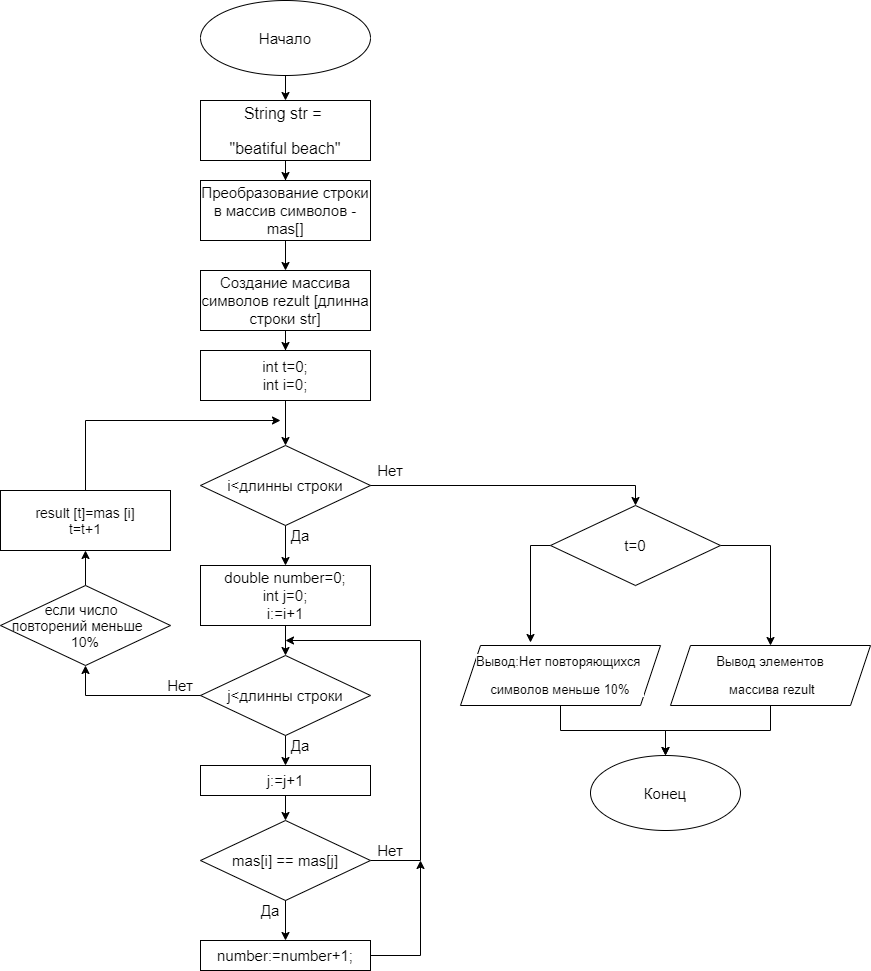 Начало
String str =
"beatiful beach"
Преобразование строки
в массив символов -
mas[]
Создание массива
символов rezult [длинна
строки str]
int t=0;
int i=0;
i<длинны строки
Нет
Да
result [t]=mas [i]
t=t+1
t=0
double number=0;
int j=0;
i:=i+1
если число
повторений меньше
10%
Вывод:Нет повторяющихся
символов меньше 10%
Вывод элементов
массива rezult
Нет
j<длинны строки
Да
j:=j+1
Конец
mas[i] == mas[j]
Нет
Да
number:=number+1;